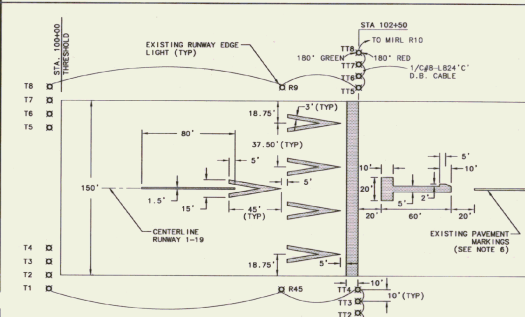 STA. 100+00
THRESHOLD
EXISTING RUNWAY EDGE
LIGHT (TYP)
STA 102+50
TO MIRL R10
TT8
180' GREEN
180' RED
TT7
TT6
TT5
1/C#8-L824'C'
D.B. CABLE
T8
T7
T6
T5
R9
18.75'
3' (TYP)
37.50' (TYP)
80'
5'
150'
1.5'
15'
45'
(TYP)
5'
10'
20'
5'
2'
5'
10'
20'
60'
20'
CENTERLINE
RUNWAY 1-19
EXISTING PAVEMENT
MARKINGS
(SEE NOTE 6)
18.75'
5'
10'
T4
T3
T2
T1
R45
TT4
TT3
TT2
10' (TYP)